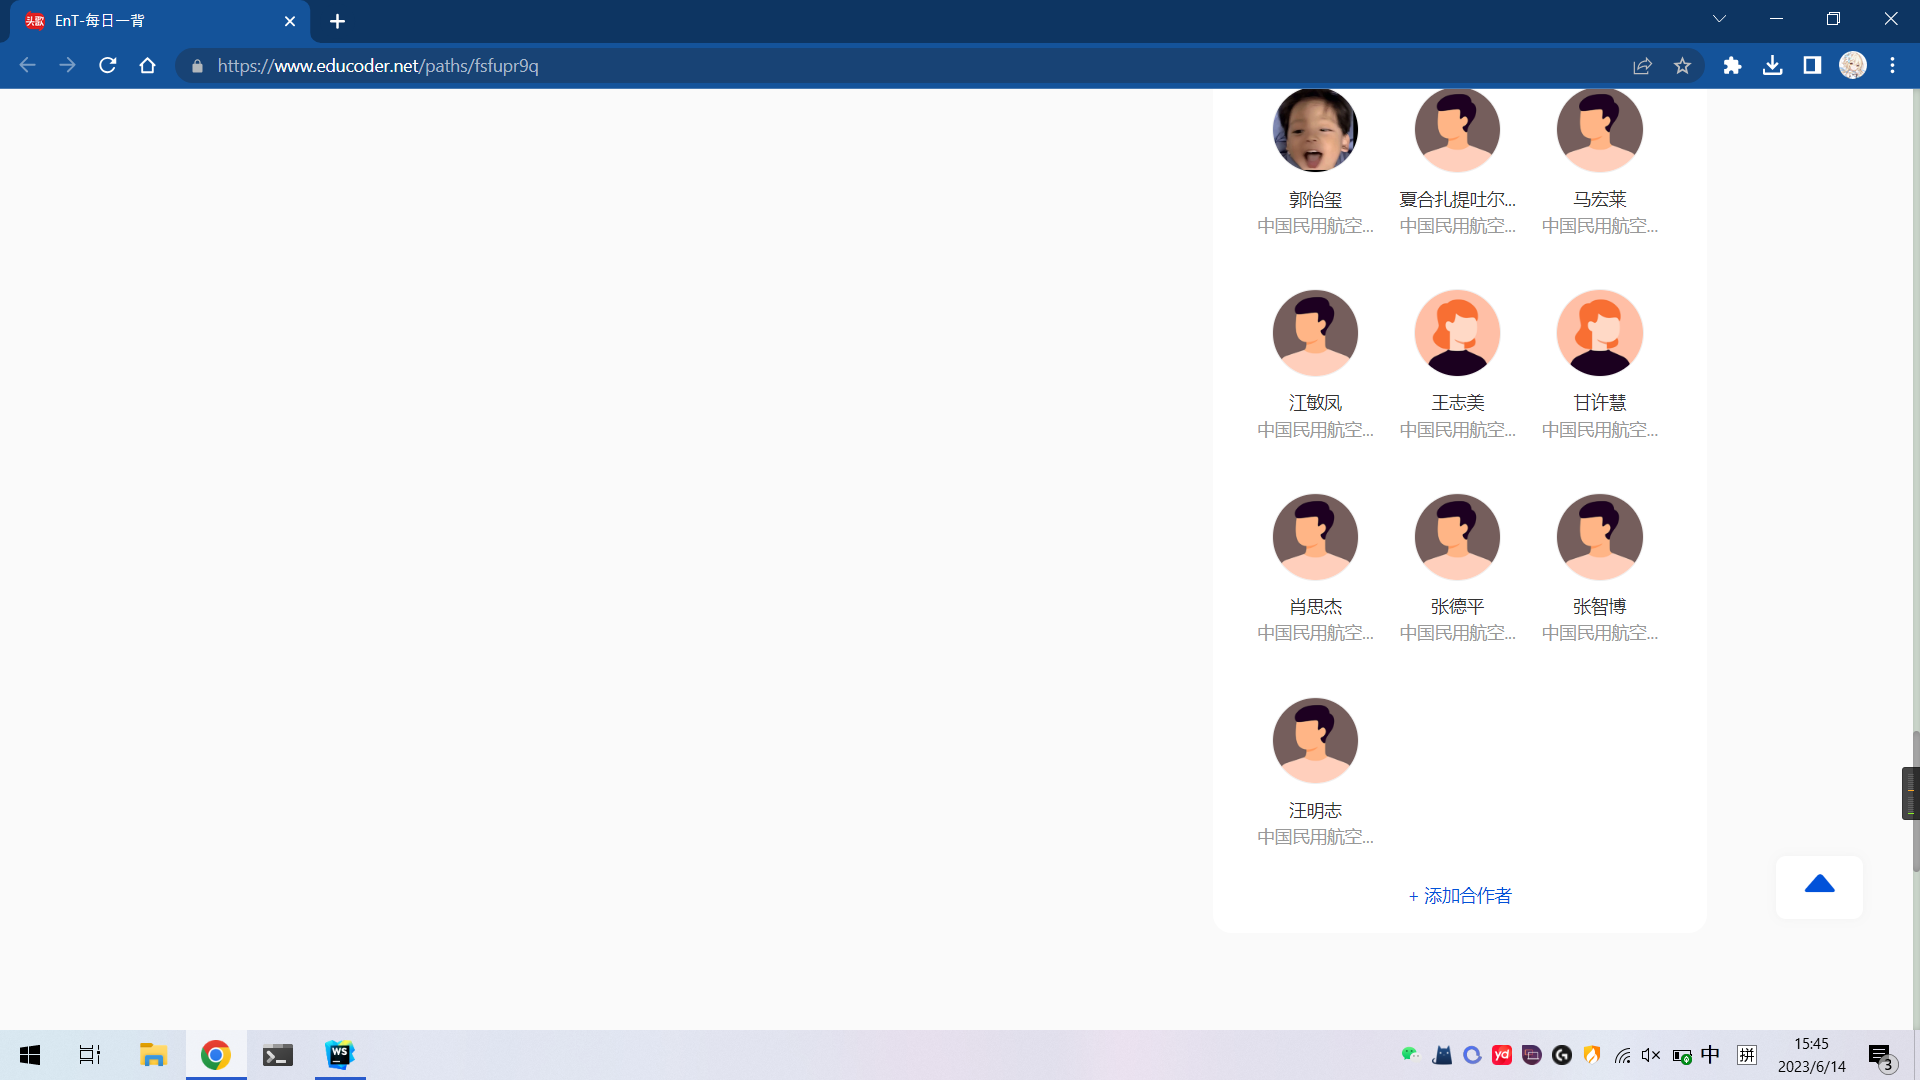 EnT-每日一背
https://www.educoder.net/paths/fsfupr9q
郭怡玺 夏合扎提吐尔... 马宏莱
中国民用航空... 中国民用航空... 中国民用航空...
江敏凤 王志美 甘许慧
中国民用航空... 中国民用航空... 中国民用航空...
肖思杰 张德平 张智博
中国民用航空... 中国民用航空... 中国民用航空...
汪明志
中国民用航空...
+ 添加合作者
WS
yd
中 拼
15:45
2023/6/14
3